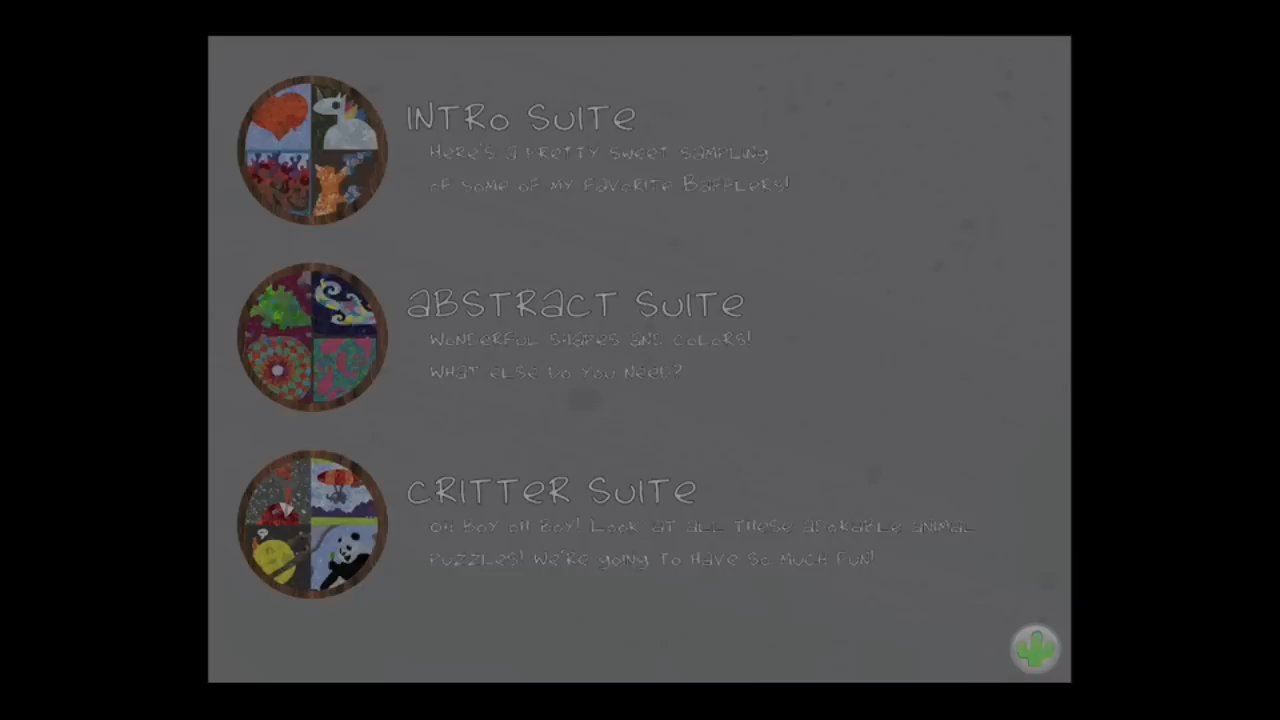 INTRO SUITE
HERE'S A PRETTY SWEET SAMPLING
OF SOME OF MY FAVORITE BAFFLERS!
ABSTRACT SUITE
WONDERFUL SHAPES AND COLORS!
WHAT ELSE DO YOU NEED?
CRITTER SUITE
OH BOY OH BOY! LOOK AT ALL THESE ADORABLE ANIMAL
PUZZLES! WE'RE GOING TO HAVE SO MUCH FUN!